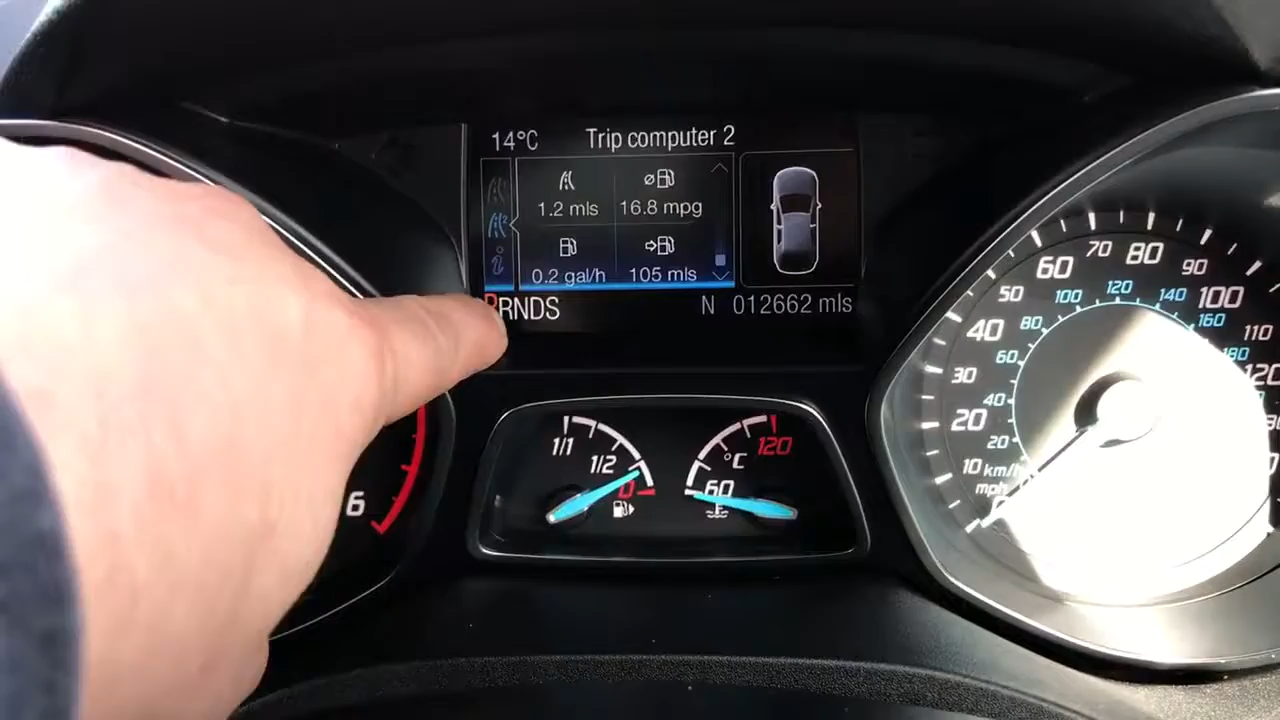 14°C Trip computer 2
1.2 mls 16.8 mpg
0.2 gal/h 105 mls
PRNDS N 012662 mls
1/1
1/2
0
°C
120
60
6
10 20 30 40 50 60 70 80 90 100 110 120
km/h
20 40 60 80 100 120 140 160 180
mph